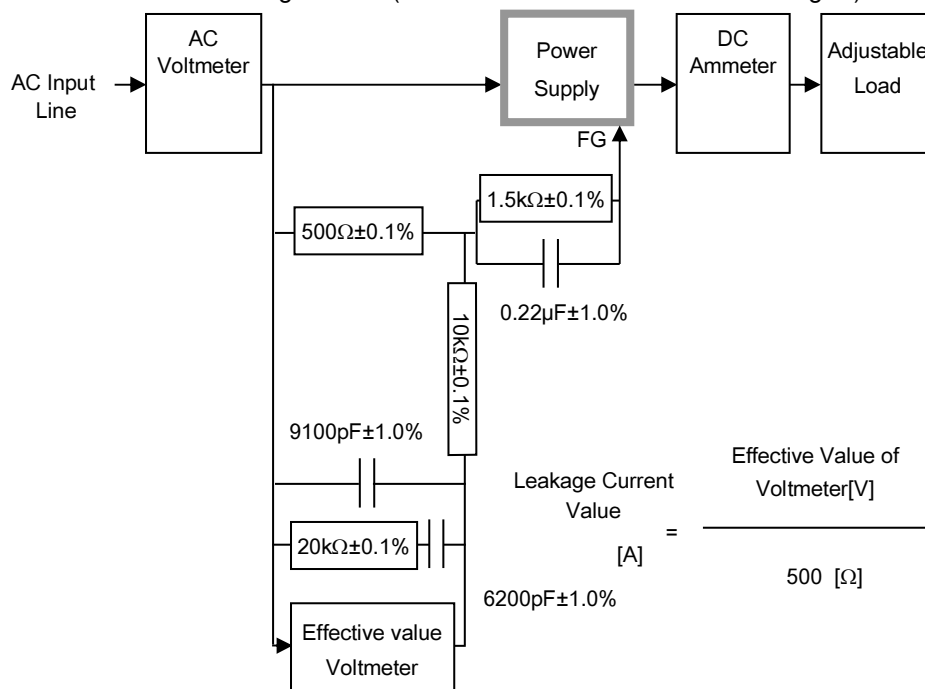 AC
Voltmeter
Power
Supply
DC
Ammeter
Adjustable
Load
AC Input
Line
FG
1.5kΩ±0.1%
500Ω±0.1%
0.22μF±1.0%
10kΩ±0.1%
9100pF±1.0%
20kΩ±0.1%
6200pF±1.0%
Effective value
Voltmeter
Leakage Current
Value
[A]
=
Effective Value of
Voltmeter[V]
500 [Ω]